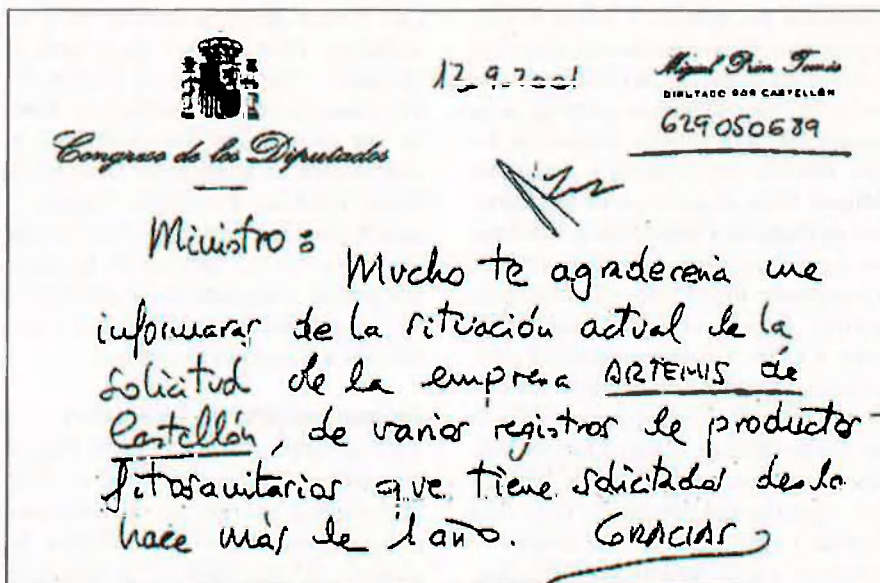 12-9-2001
Miguel Prim Tomás
DIPUTADO POR CASTELLÓN
629050689
Congreso de los Diputados
Ministro:
Mucho te agradecería me
informaras de la situación actual de la
solicitud de la empresa ARTEMIS de
Castellón, de varios registros de productos
fitosanitarios que tiene solicitados desde
hace más de 1 año. GRACIAS